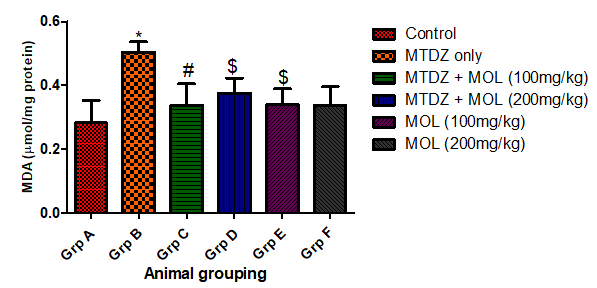 0.6
0.4
0.2
0.0
MDA (μmol/mg protein)
*
#
$
$
Grp A
Grp B
Grp C
Grp D
Grp E
Grp F
Animal grouping
Control
MTDZ only
MTDZ + MOL (100mg/kg)
MTDZ + MOL (200mg/kg)
MOL (100mg/kg)
MOL (200mg/kg)